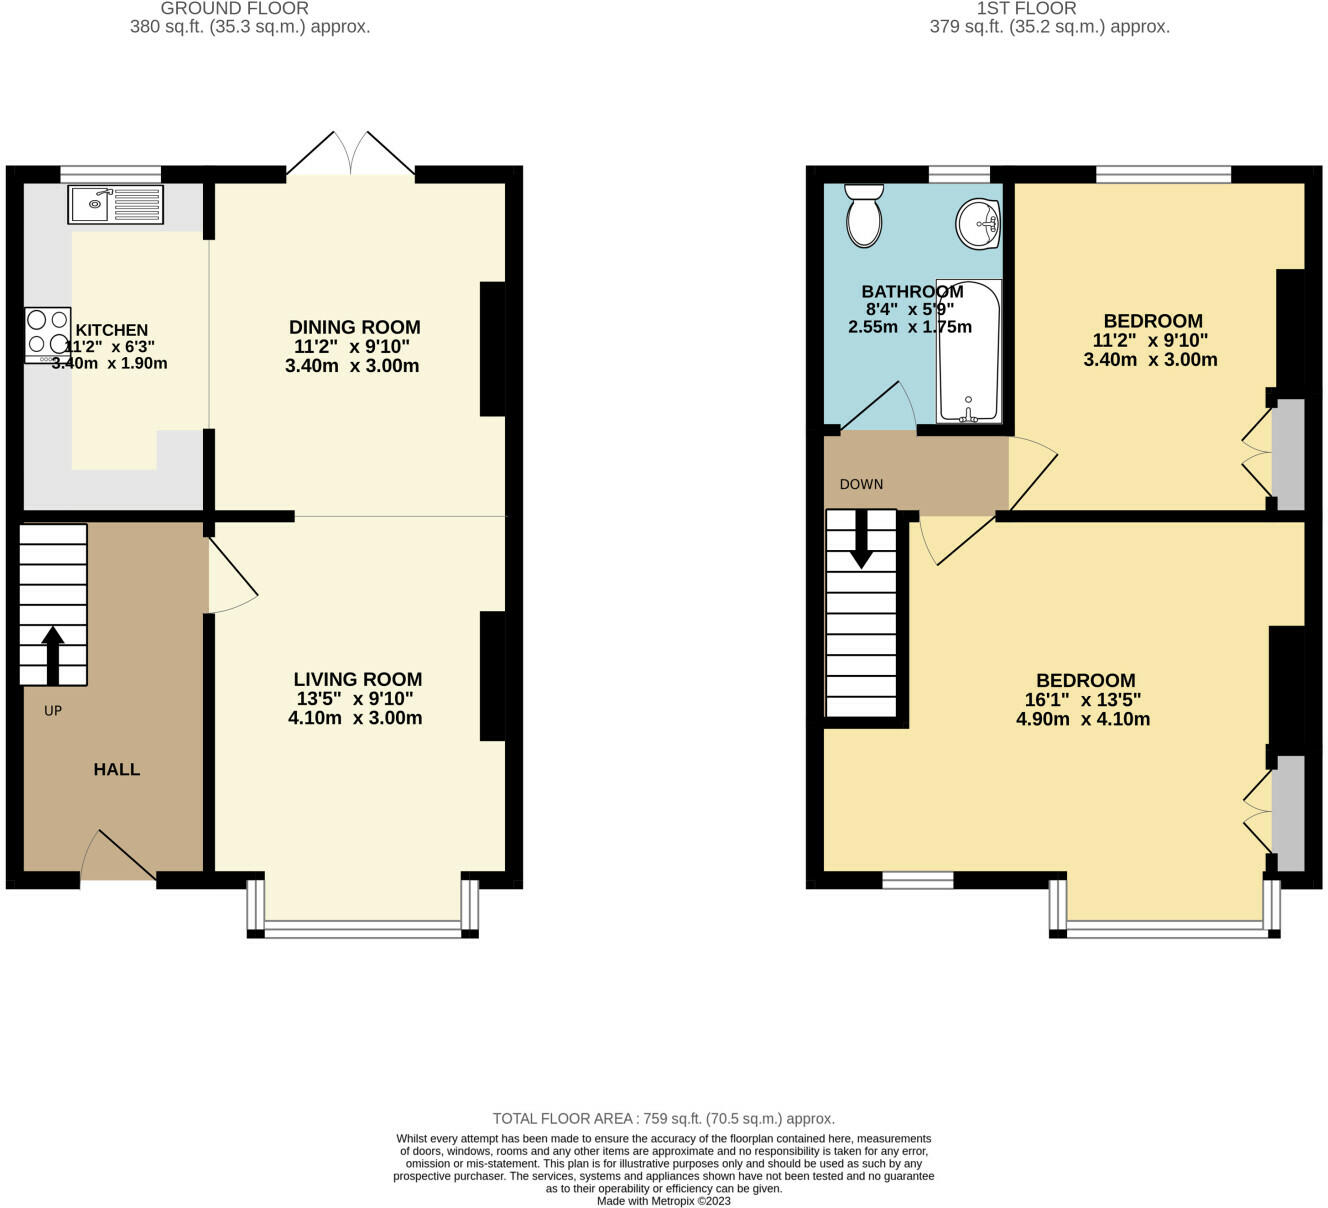 GROUND FLOOR
380 sq.ft. (35.3 sq.m.) approx.
1ST FLOOR
379 sq.ft. (35.2 sq.m.) approx.
KITCHEN
11'2" x 6'3"
3.40m x 1.90m
DINING ROOM
11'2" x 9'10"
3.40m x 3.00m
LIVING ROOM
13'5" x 9'10"
4.10m x 3.00m
UP
HALL
BATHROOM
8'4" x 5'9"
2.55m x 1.75m
BEDROOM
11'2" x 9'10"
3.40m x 3.00m
DOWN
BEDROOM
16'1" x 13'5"
4.90m x 4.10m
TOTAL FLOOR AREA : 759 sq.ft. (70.5 sq.m.) approx.
Whilst every attempt has been made to ensure the accuracy of the floorplan contained here, measurements
of doors, windows, rooms and any other items are approximate and no responsibility is taken for any error,
omission or mis-statement. This plan is for illustrative purposes only and should be used as such by any
prospective purchaser. The services, systems and appliances shown have not been tested and no guarantee
as to their operability or efficiency can be given.
Made with Metropix ©2023